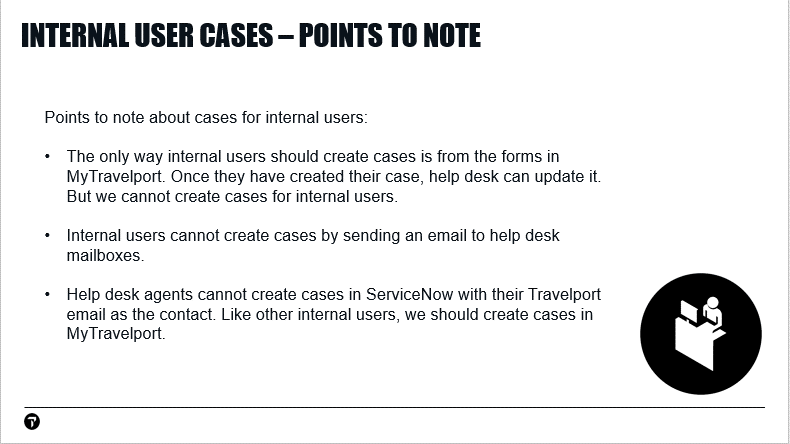 INTERNAL USER CASES – POINTS TO NOTE
Points to note about cases for internal users:
• The only way internal users should create cases is from the forms in
MyTravelport. Once they have created their case, help desk can update it.
But we cannot create cases for internal users.
• Internal users cannot create cases by sending an email to help desk
mailboxes.
• Help desk agents cannot create cases in ServiceNow with their Travelport
email as the contact. Like other internal users, we should create cases in
MyTravelport.